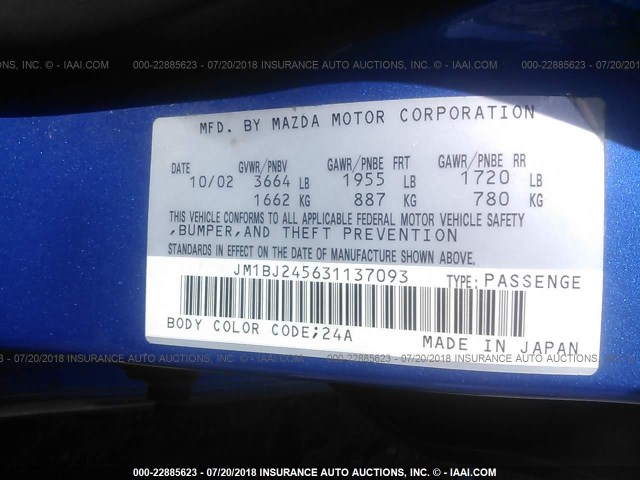 NS, INC. - IAAI.COM 000-22885623 - 07/20/2018 INSURANCE AUTO AUCTIONS, INC. - IAAI.COM 000-22885623 - 07/20/2018
MFD. BY MAZDA MOTOR CORPORATION
DATE GVWR/PNBV GAWR/PNBE FRT GAWR/PNBE RR
10/02 3664 LB 1955 LB 1720 LB
1662 KG 887 KG 780 KG
THIS VEHICLE CONFORMS TO ALL APPLICABLE FEDERAL MOTOR VEHICLE SAFETY
,BUMPER,AND THEFT PREVENTION
STANDARDS IN EFFECT ON THE DATE OF MANUFACTURE SHOWN ABOVE.
JM1BJ245631137093 TYPE: PASSENGE
BODY COLOR CODE;24A MADE IN JAPAN
000-22885623 - 07/20/2018 INSURANCE AUTO AUCTIONS, INC. - IAAI.COM